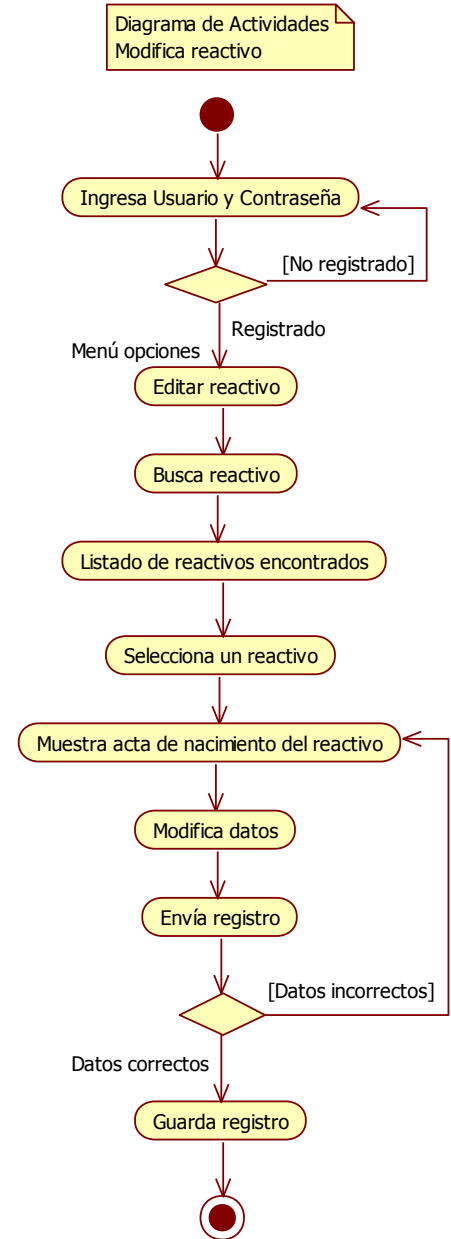 Diagrama de Actividades
Modifica reactivo
Ingresa Usuario y Contraseña
[No registrado]
Registrado
Menú opciones
Editar reactivo
Busca reactivo
Listado de reactivos encontrados
Selecciona un reactivo
Muestra acta de nacimiento del reactivo
Modifica datos
Envía registro
[Datos incorrectos]
Datos correctos
Guarda registro